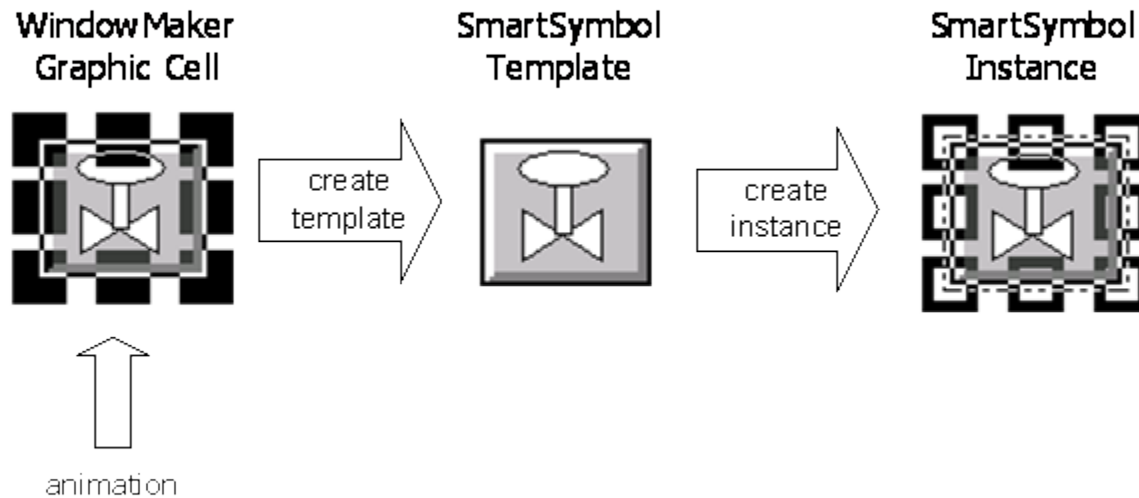 WindowMaker
Graphic Cell
SmartSymbol
Template
SmartSymbol
Instance
create
template
create
instance
animation